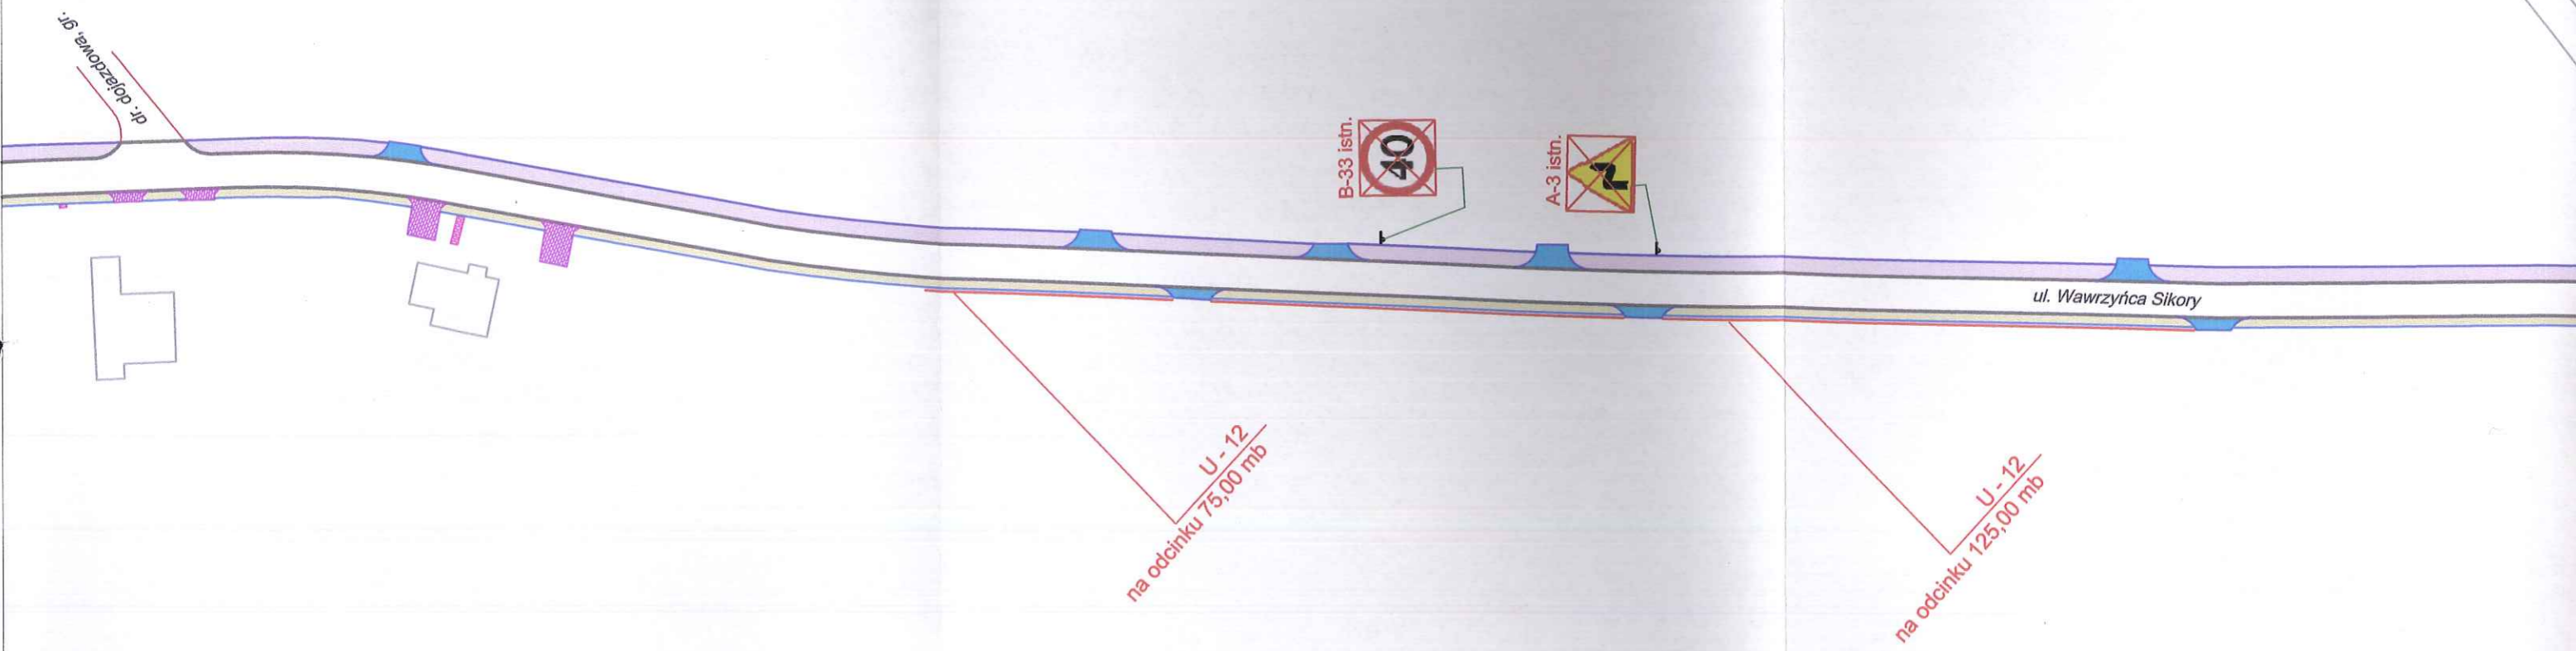 dr. dojazdowa, gr.
B-33 istn.
40
A-3 istn.
ul. Wawrzyńca Sikory
U - 12
na odcinku 75,00 mb
U - 12
na odcinku 125,00 mb